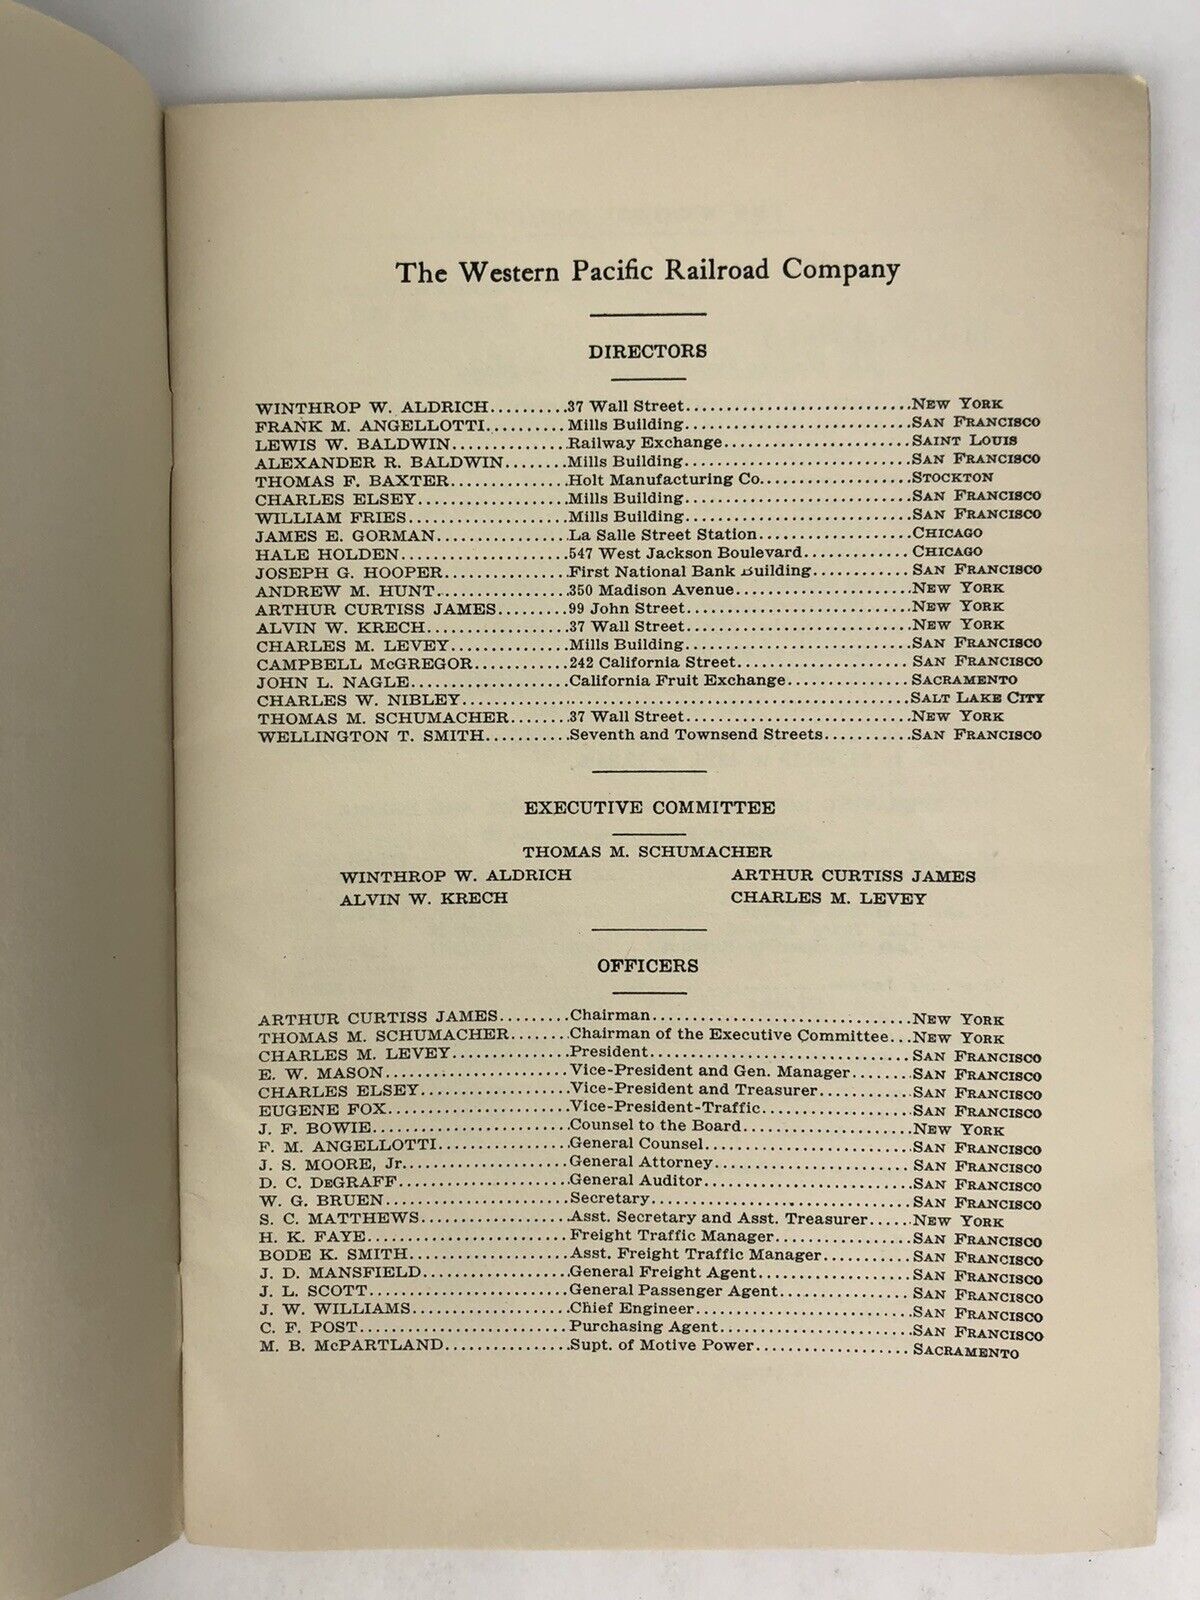 The Western Pacific Railroad Company
DIRECTORS
WINTHROP W. ALDRICH..........37 Wall Street............................NEW YORK
FRANK M. ANGELLOTTI..........Mills Building............................SAN FRANCISCO
LEWIS W. BALDWIN..............Railway Exchange.......................SAINT LOUIS
ALEXANDER R. BALDWIN........Mills Building............................SAN FRANCISCO
THOMAS F. BAXTER..............Holt Manufacturing Co..................STOCKTON
CHARLES ELSEY..................Mills Building............................SAN FRANCISCO
WILLIAM FRIES...................Mills Building............................SAN FRANCISCO
JAMES E. GORMAN................La Salle Street Station...................CHICAGO
HALE HOLDEN....................547 West Jackson Boulevard.............CHICAGO
JOSEPH G. HOOPER..............First National Bank Building............SAN FRANCISCO
ANDREW M. HUNT................350 Madison Avenue......................NEW YORK
ARTHUR CURTISS JAMES.........99 John Street............................NEW YORK
ALVIN W. KRECH.................37 Wall Street............................NEW YORK
CHARLES M. LEVEY..............Mills Building............................SAN FRANCISCO
CAMPBELL McGREGOR............242 California Street.....................SAN FRANCISCO
JOHN L. NAGLE...................California Fruit Exchange...............SACRAMENTO
CHARLES W. NIBLEY.......................................................SALT LAKE CITY
THOMAS M. SCHUMACHER.......37 Wall Street............................NEW YORK
WELLINGTON T. SMITH..........Seventh and Townsend Streets...........SAN FRANCISCO
EXECUTIVE COMMITTEE
THOMAS M. SCHUMACHER
WINTHROP W. ALDRICH ARTHUR CURTISS JAMES
ALVIN W. KRECH CHARLES M. LEVEY
OFFICERS
ARTHUR CURTISS JAMES.........Chairman................................NEW YORK
THOMAS M. SCHUMACHER.......Chairman of the Executive Committee...NEW YORK
CHARLES M. LEVEY..............President................................SAN FRANCISCO
E. W. MASON......................Vice-President and Gen. Manager........SAN FRANCISCO
CHARLES ELSEY..................Vice-President and Treasurer............SAN FRANCISCO
EUGENE FOX......................Vice-President-Traffic...................SAN FRANCISCO
J. F. BOWIE........................Counsel to the Board.....................NEW YORK
F. M. ANGELLOTTI................General Counsel.........................SAN FRANCISCO
J. S. MOORE, Jr....................General Attorney........................SAN FRANCISCO
D. C. DEGRAFF.....................General Auditor.........................SAN FRANCISCO
W. G. BRUEN.......................Secretary................................SAN FRANCISCO
S. C. MATTHEWS..................Asst. Secretary and Asst. Treasurer.....NEW YORK
H. K. FAYE.........................Freight Traffic Manager.................SAN FRANCISCO
BODE K. SMITH....................Asst. Freight Traffic Manager...........SAN FRANCISCO
J. D. MANSFIELD..................General Freight Agent...................SAN FRANCISCO
J. L. SCOTT........................General Passenger Agent................SAN FRANCISCO
J. W. WILLIAMS...................Chief Engineer..........................SAN FRANCISCO
C. F. POST.........................Purchasing Agent.......................SAN FRANCISCO
M. B. McPARTLAND................Supt. of Motive Power...................SACRAMENTO